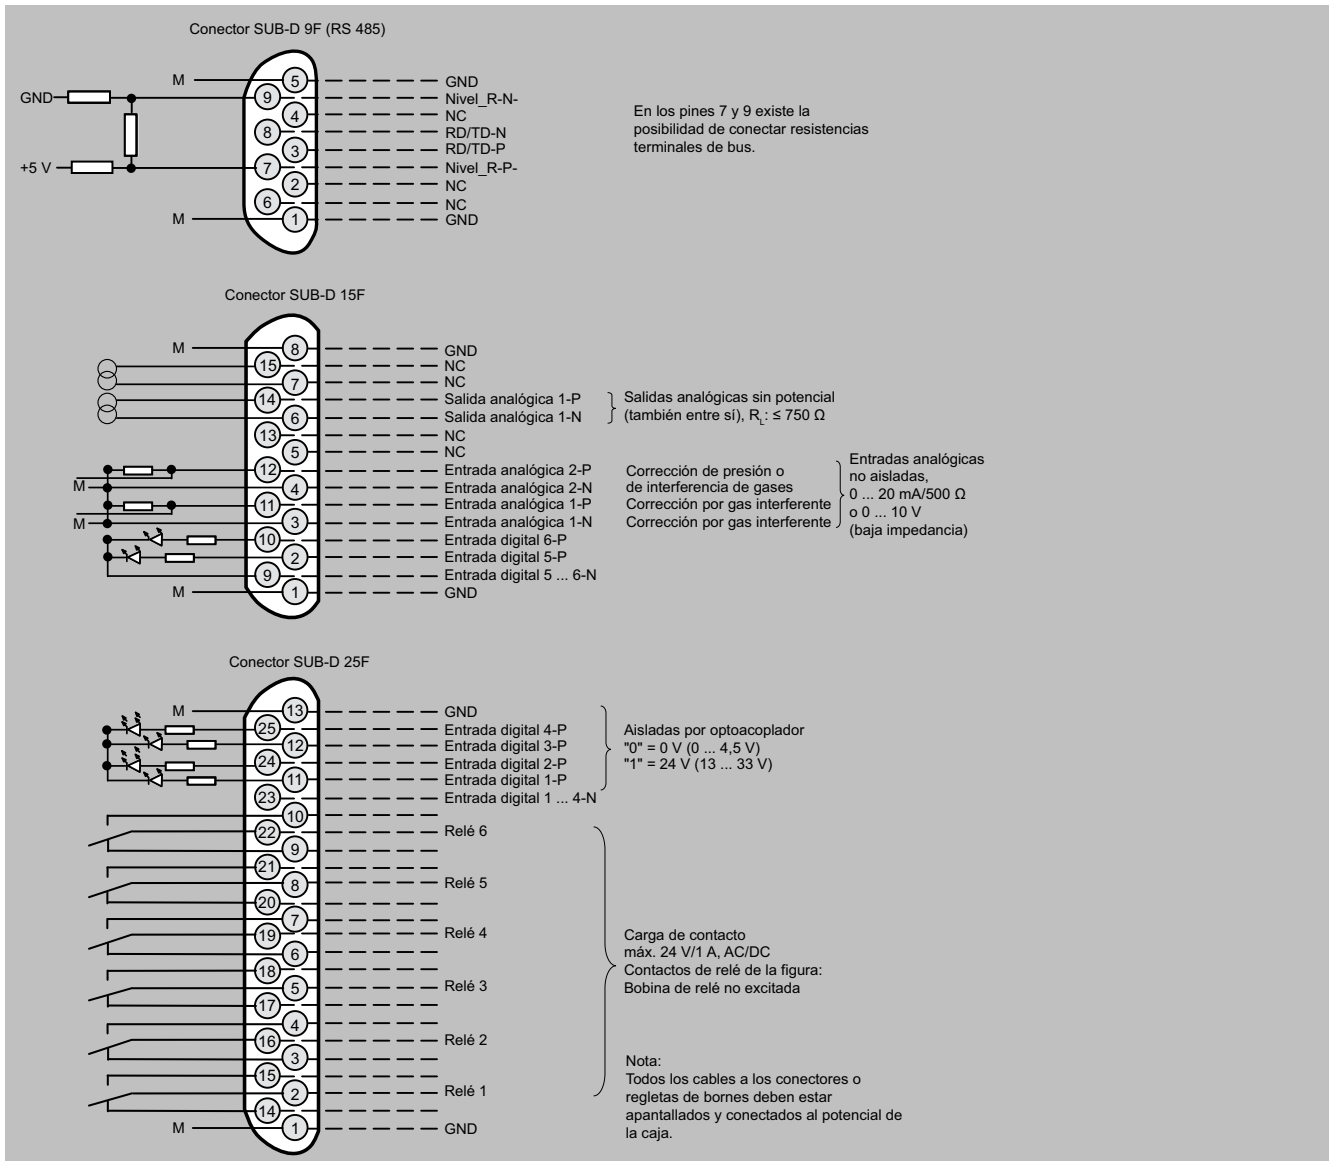 Conector SUB-D 9F (RS 485)
M
5
GND
GND
9
Nivel_R-N-
4
NC
8
RD/TD-N
3
RD/TD-P
+5 V
7
Nivel_R-P-
2
NC
6
NC
M
1
GND
En los pines 7 y 9 existe la
posibilidad de conectar resistencias
terminales de bus.
Conector SUB-D 15F
M
8
GND
15
NC
7
NC
14
Salida analógica 1-P
6
Salida analógica 1-N
Salidas analógicas sin potencial
(también entre sí), R_L: ≤ 750 Ω
13
NC
5
NC
12
Entrada analógica 2-P
M
4
Entrada analógica 2-N
11
Entrada analógica 1-P
M
3
Entrada analógica 1-N
Corrección de presión o
de interferencia de gases
Corrección por gas interferente
Corrección por gas interferente
Entradas analógicas
no aisladas,
0 ... 20 mA/500 Ω
o 0 ... 10 V
(baja impedancia)
10
Entrada digital 6-P
2
Entrada digital 5-P
9
Entrada digital 5 ... 6-N
M
1
GND
Conector SUB-D 25F
M
13
GND
25
Entrada digital 4-P
12
Entrada digital 3-P
24
Entrada digital 2-P
11
Entrada digital 1-P
23
Entrada digital 1 ... 4-N
Aisladas por optoacoplador
"0" = 0 V (0 ... 4,5 V)
"1" = 24 V (13 ... 33 V)
10
22
Relé 6
9
21
8
Relé 5
20
7
19
Relé 4
6
18
5
Relé 3
17
4
16
Relé 2
3
15
2
Relé 1
14
M
1
GND
Carga de contacto
máx. 24 V/1 A, AC/DC
Contactos de relé de la figura:
Bobina de relé no excitada
Nota:
Todos los cables a los conectores o
regletas de bornes deben estar
apantallados y conectados al potencial de
la caja.